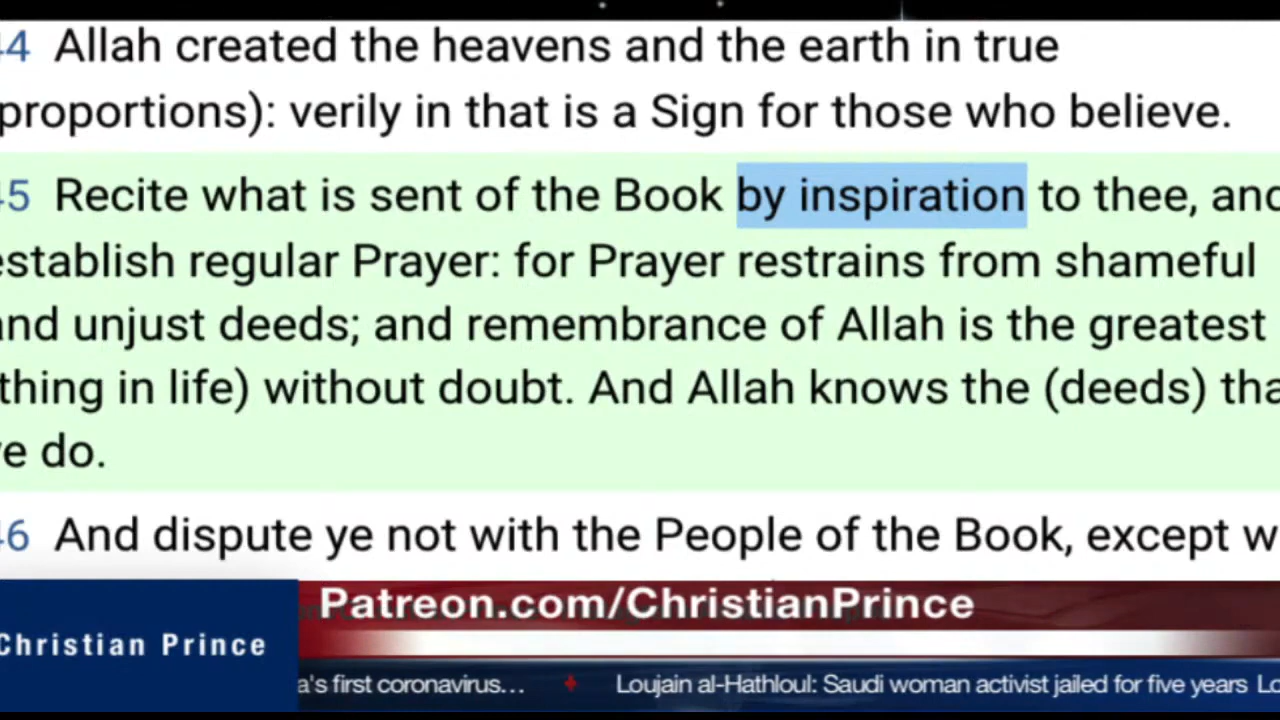 44 Allah created the heavens and the earth in true
proportions): verily in that is a Sign for those who believe.
45 Recite what is sent of the Book by inspiration to thee, and
establish regular Prayer: for Prayer restrains from shameful
and unjust deeds; and remembrance of Allah is the greatest
thing in life) without doubt. And Allah knows the (deeds) tha
ye do.
46 And dispute ye not with the People of the Book, except w
Patreon.com/ChristianPrince
Christian Prince
a's first coronavirus... Loujain al-Hathloul: Saudi woman activist jailed for five years Lo